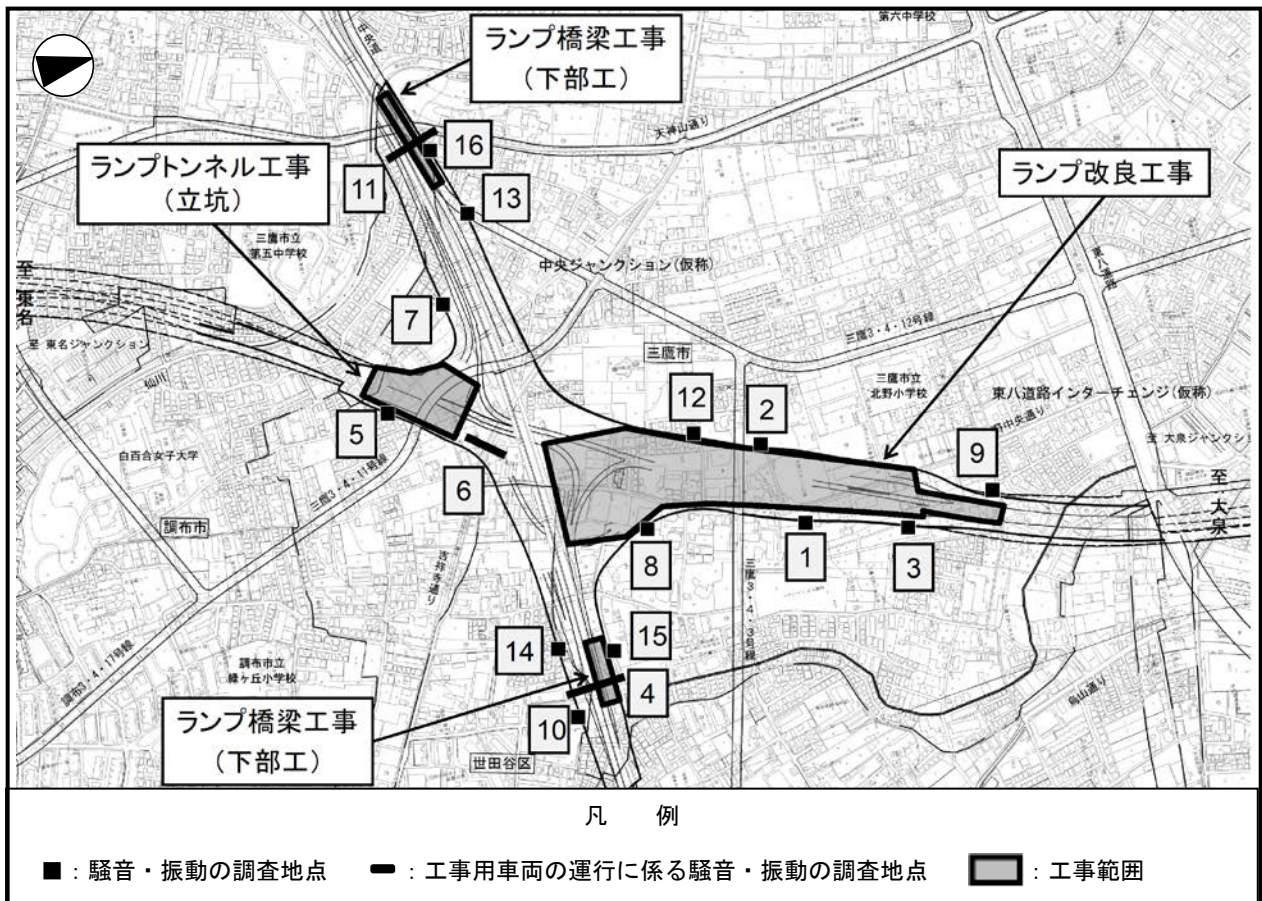 中央道
第六中学校
ランプ橋梁工事
（下部工）
天神山通り
ランプトンネル工事
（立坑）
11
16
13
ランプ改良工事
三鷹市立
第五中学校
中央ジャンクション(仮称)
東八道路
至 東名
至 東名ジャンクション
仙川
7
三鷹市
三鷹3・4・12号線
三鷹市立
北野小学校
東八道路インターチェンジ(仮称)
12
2
9
5
白百合女子大学
三鷹3・4・11号線
6
至 大泉
調布市
吉祥寺通り
8
1
3
三鷹3・4・3号線
14
15
4
10
調布市立
緑ヶ丘小学校
調布3・4・17号線
烏山通り
ランプ橋梁工事
（下部工）
世田谷区
凡 例
■：騒音・振動の調査地点
━：工事用車両の運行に係る騒音・振動の調査地点
：工事範囲